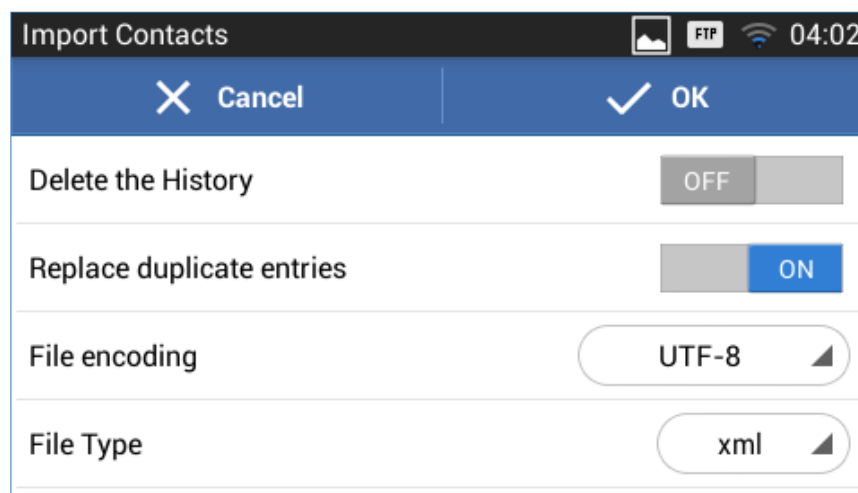 Import Contacts FTP 04:02
Cancel OK
Delete the History OFF
Replace duplicate entries ON
File encoding UTF-8
File Type xml